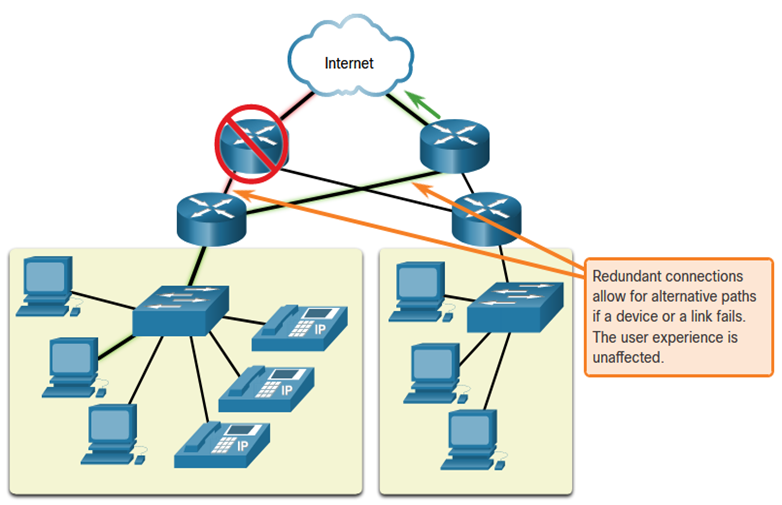 Internet
Redundant connections
allow for alternative paths
if a device or a link fails.
The user experience is
unaffected.
IP
IP
IP